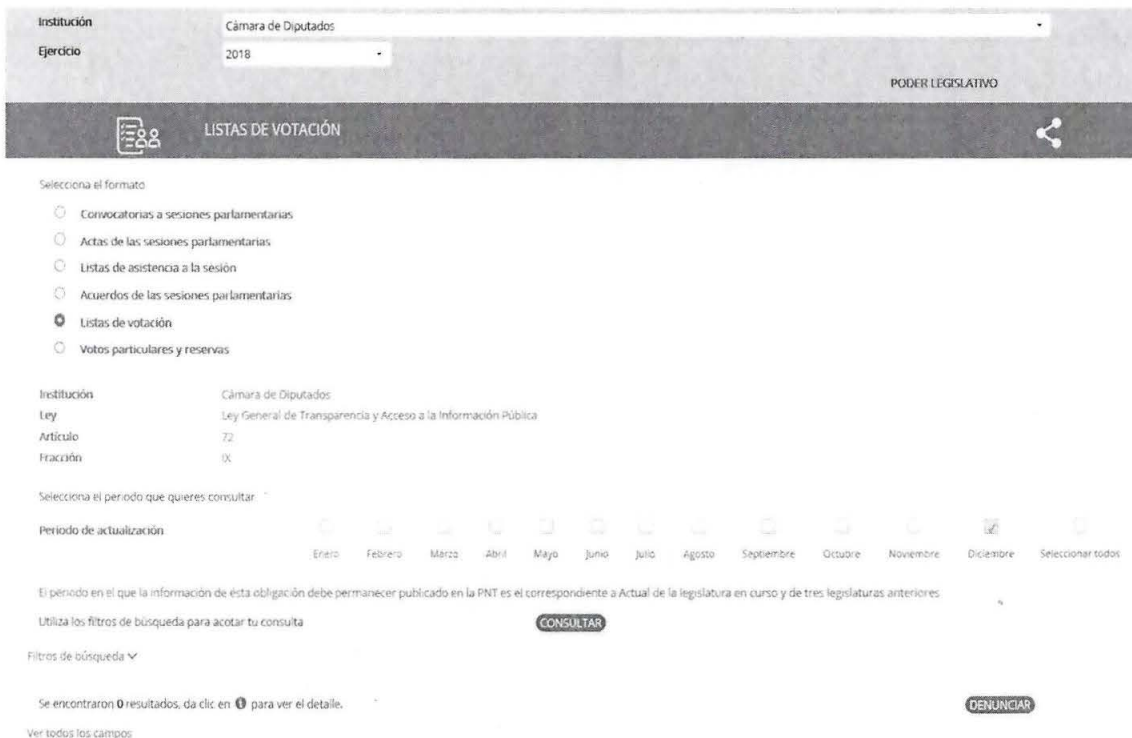 Institución Cámara de Diputados
Ejercicio 2018
PODER LEGISLATIVO
LISTAS DE VOTACIÓN
Selecciona el formato
Convocatorias a sesiones parlamentarias
Actas de las sesiones parlamentarias
Listas de asistencia a la sesión
Acuerdos de las sesiones parlamentarias
Listas de votación
Votos particulares y reservas
Institución Cámara de Diputados
Ley Ley General de Transparencia y Acceso a la Información Pública
Artículo 72
Fracción IX
Selecciona el periodo que quieres consultar
Periodo de actualización
Enero Febrero Marzo Abril Mayo Junio Julio Agosto Septiembre Octubre Noviembre Diciembre Seleccionar todos
El periodo en el que la información de ésta obligación debe permanecer publicado en la PNT es el correspondiente a Actual de la legislatura en curso y de tres legislaturas anteriores
Utiliza los filtros de búsqueda para acotar tu consulta CONSULTAR
Filtros de búsqueda
Se encontraron 0 resultados, da clic en i para ver el detalle. DENUNCIAR
Ver todos los campos